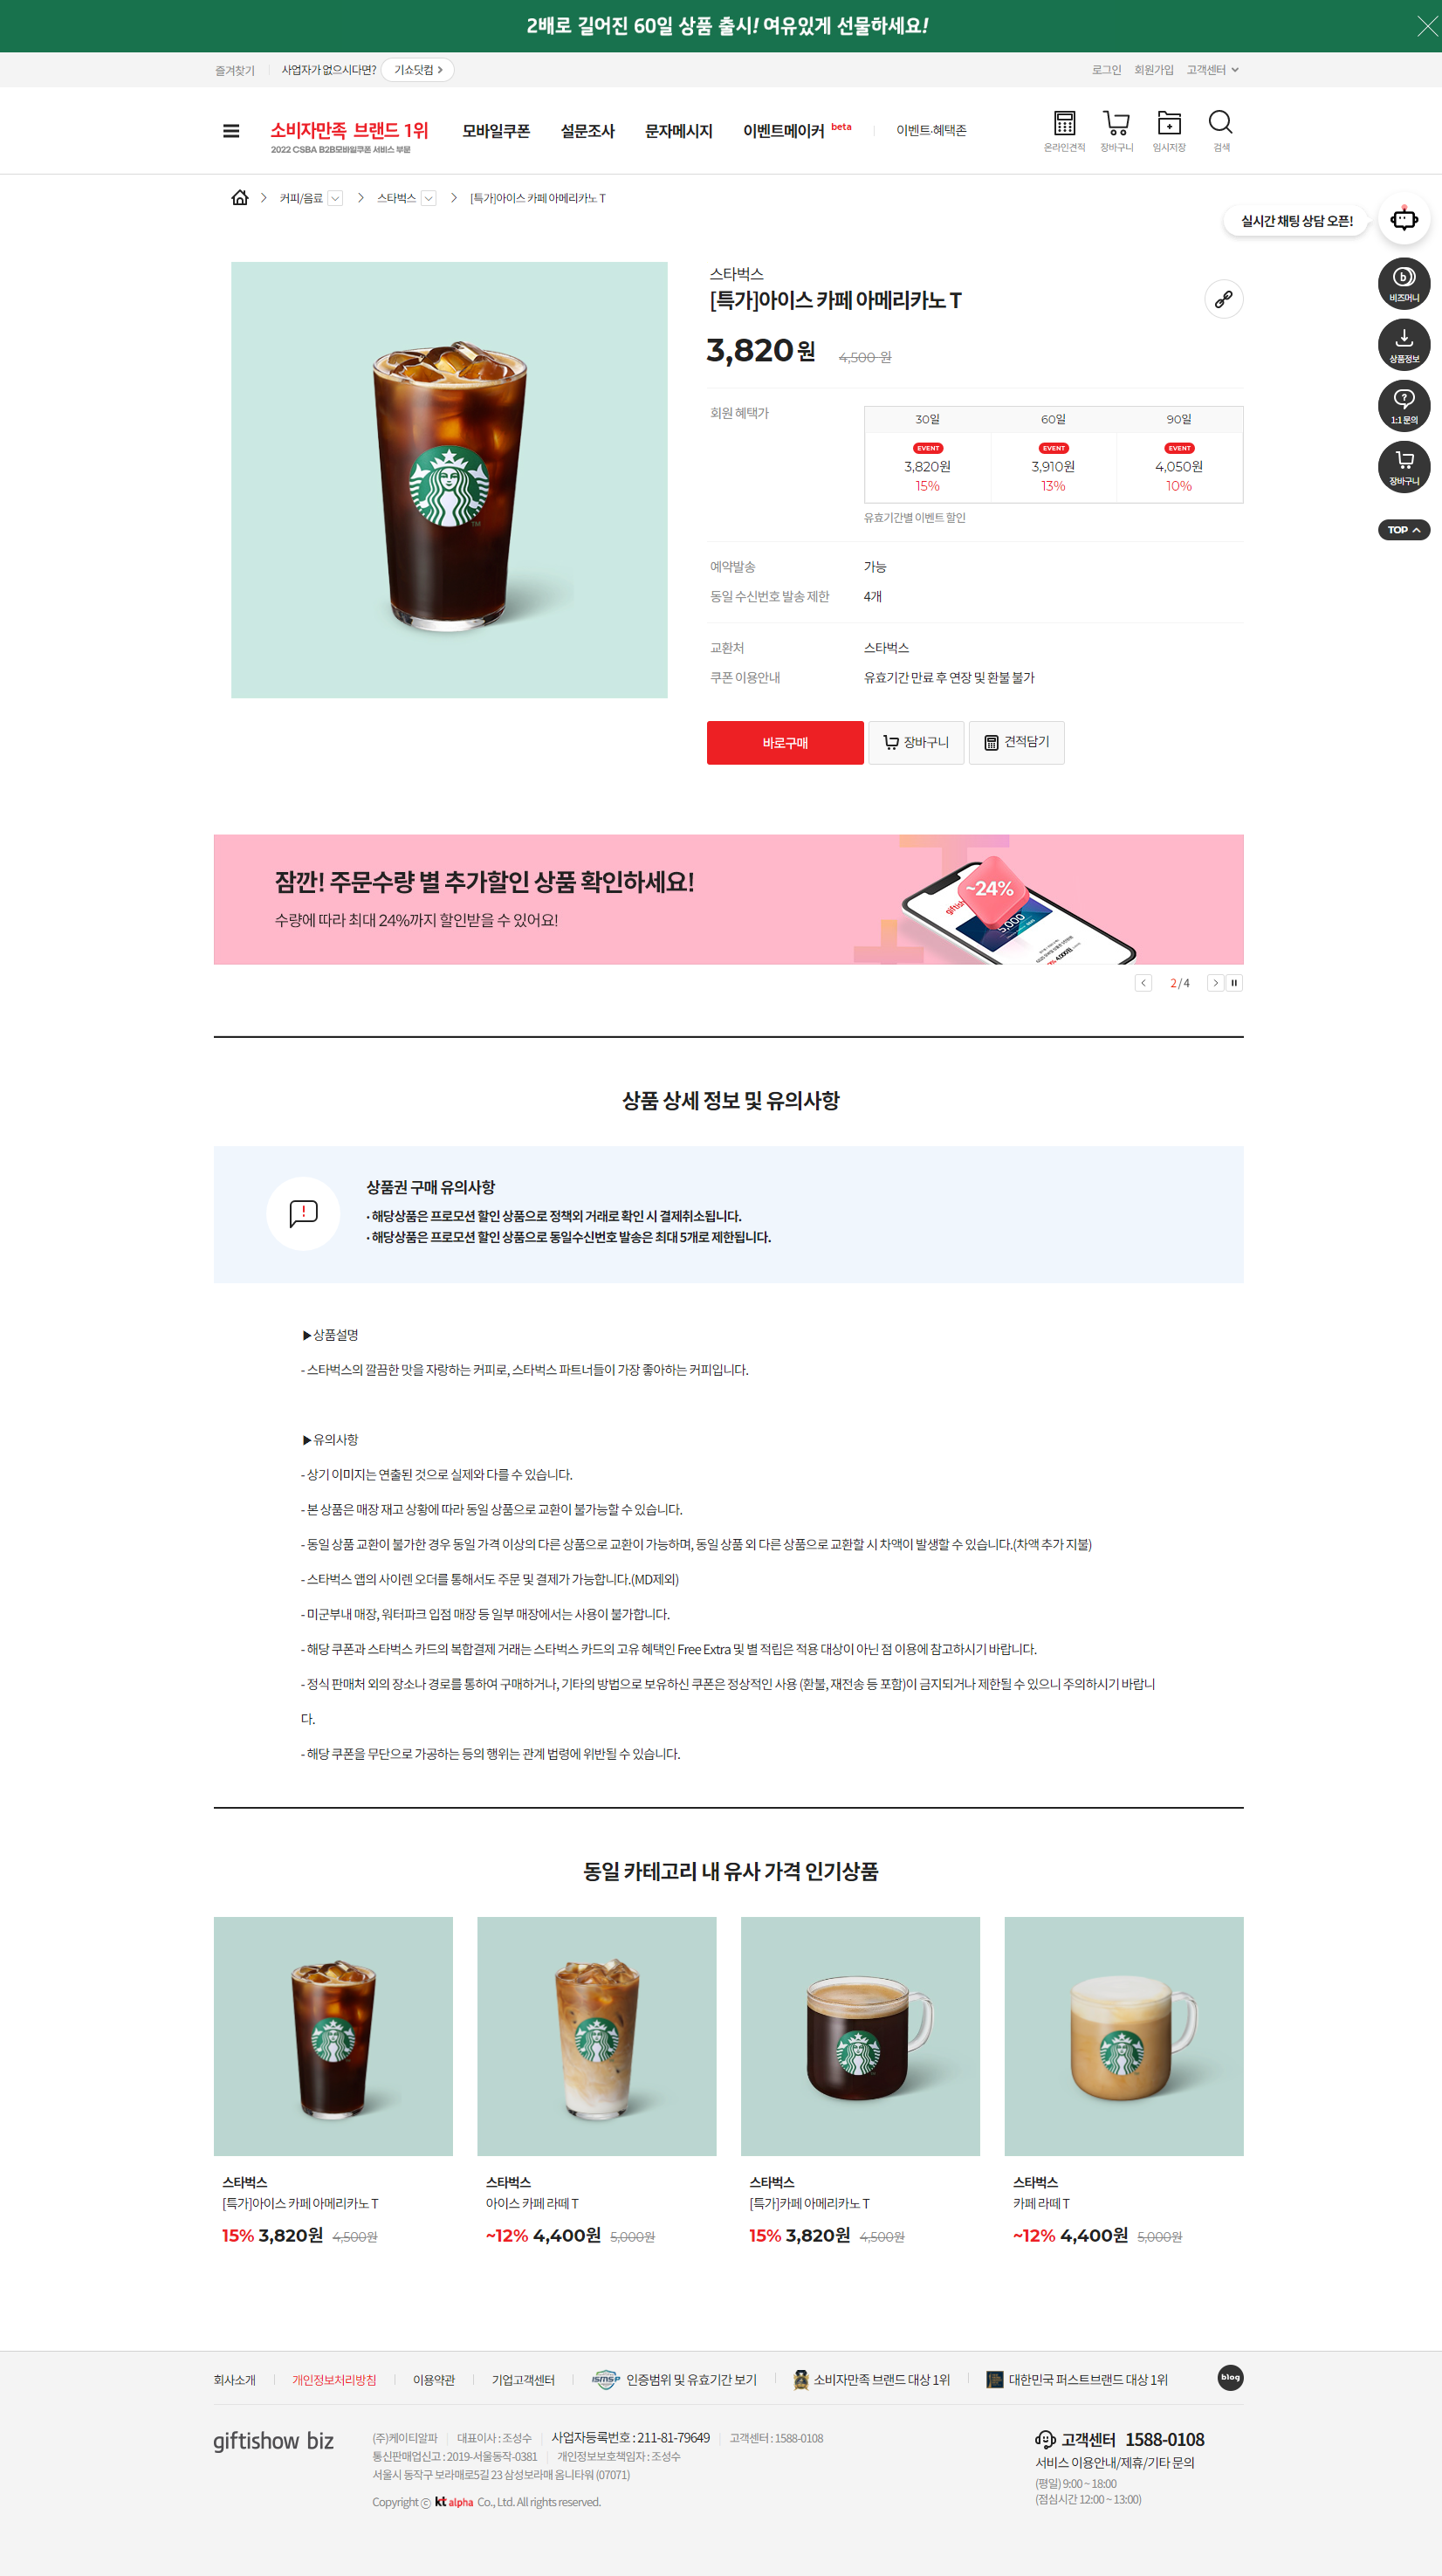 2배로 길어진 60일 상품 출시! 여유있게 선물하세요!
즐겨찾기 사업자가 없으시다면? 기쇼닷컴 로그인 회원가입 고객센터
소비자만족 브랜드 1위
2022 CSBA B2B모바일쿠폰 서비스 부문
모바일쿠폰 설문조사 문자메시지 이벤트메이커 beta 이벤트·혜택존
온라인견적 장바구니 임시저장 검색
커피/음료 스타벅스 [특가]아이스 카페 아메리카노 T
실시간 채팅 상담 오픈!
비즈머니
상품정보
1:1 문의
장바구니
TOP
스타벅스
[특가]아이스 카페 아메리카노 T
3,820 원 4,500 원
회원 혜택가
30일 60일 90일
EVENT EVENT EVENT
3,820원 3,910원 4,050원
15% 13% 10%
유효기간별 이벤트 할인
예약발송 가능
동일 수신번호 발송 제한 4개
교환처 스타벅스
쿠폰 이용안내 유효기간 만료 후 연장 및 환불 불가
바로구매 장바구니 견적담기
잠깐! 주문수량 별 추가할인 상품 확인하세요!
수량에 따라 최대 24%까지 할인받을 수 있어요!
~24%
5,000
2/4
상품 상세 정보 및 유의사항
상품권 구매 유의사항
· 해당상품은 프로모션 할인 상품으로 정책외 거래로 확인 시 결제취소됩니다.
· 해당상품은 프로모션 할인 상품으로 동일수신번호 발송은 최대 5개로 제한됩니다.
▶상품설명
- 스타벅스의 깔끔한 맛을 자랑하는 커피로, 스타벅스 파트너들이 가장 좋아하는 커피입니다.
▶유의사항
- 상기 이미지는 연출된 것으로 실제와 다를 수 있습니다.
- 본 상품은 매장 재고 상황에 따라 동일 상품으로 교환이 불가능할 수 있습니다.
- 동일 상품 교환이 불가한 경우 동일 가격 이상의 다른 상품으로 교환이 가능하며, 동일 상품 외 다른 상품으로 교환할 시 차액이 발생할 수 있습니다.(차액 추가 지불)
- 스타벅스 앱의 사이렌 오더를 통해서도 주문 및 결제가 가능합니다.(MD제외)
- 미군부내 매장, 워터파크 입점 매장 등 일부 매장에서는 사용이 불가합니다.
- 해당 쿠폰과 스타벅스 카드의 복합결제 거래는 스타벅스 카드의 고유 혜택인 Free Extra 및 별 적립은 적용 대상이 아닌 점 이용에 참고하시기 바랍니다.
- 정식 판매처 외의 장소나 경로를 통하여 구매하거나, 기타의 방법으로 보유하신 쿠폰은 정상적인 사용 (환불, 재전송 등 포함)이 금지되거나 제한될 수 있으니 주의하시기 바랍니
다.
- 해당 쿠폰을 무단으로 가공하는 등의 행위는 관계 법령에 위반될 수 있습니다.
동일 카테고리 내 유사 가격 인기상품
스타벅스 스타벅스 스타벅스 스타벅스
[특가]아이스 카페 아메리카노 T 아이스 카페 라떼 T [특가]카페 아메리카노 T 카페 라떼 T
15% 3,820원 4,500원 ~12% 4,400원 5,000원 15% 3,820원 4,500원 ~12% 4,400원 5,000원
회사소개 개인정보처리방침 이용약관 기업고객센터 ISMS-P 인증범위 및 유효기간 보기 소비자만족 브랜드 대상 1위 대한민국 퍼스트브랜드 대상 1위 blog
giftishow biz
(주)케이티알파 대표이사 : 조성수 사업자등록번호 : 211-81-79649 고객센터 : 1588-0108
통신판매업신고 : 2019-서울동작-0381 개인정보보호책임자 : 조성수
서울시 동작구 보라매로5길 23 삼성보라매 옴니타워 (07071)
Copyright ⓒ kt alpha Co., Ltd. All rights reserved.
고객센터 1588-0108
서비스 이용안내/제휴/기타 문의
(평일) 9:00 ~ 18:00
(점심시간 12:00 ~ 13:00)